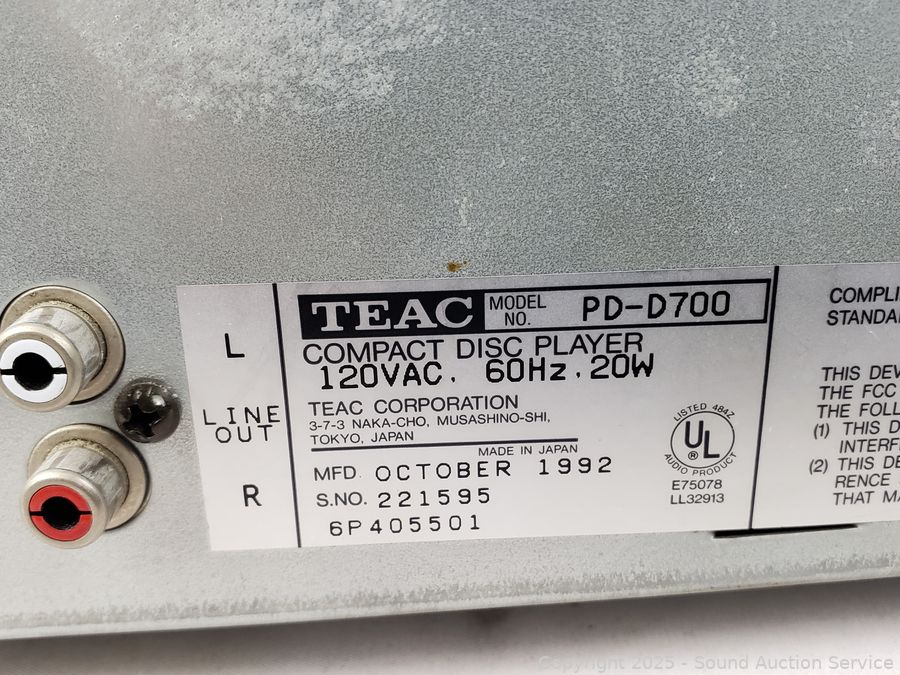 L
LINE
OUT
R
TEAC MODEL NO. PD-D700
COMPACT DISC PLAYER
120VAC. 60Hz. 20W
TEAC CORPORATION
3-7-3 NAKA-CHO, MUSASHINO-SHI,
TOKYO, JAPAN
MADE IN JAPAN
MFD. OCTOBER 1992
S.NO. 221595
6P405501
LISTED 484Z
UL
®
AUDIO PRODUCT
E75078
LL32913
COMPLI
STANDA
THIS DEV
THE FCC
THE FOLL
(1) THIS D
INTERF
(2) THIS DE
RENCE
THAT MA
Copyright 2025 - Sound Auction Service